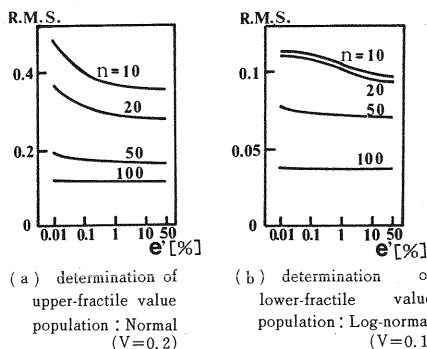 R.M.S.
0.4
0.2
0
n=10
20
50
100
0.01 0.1 1 10 50
e'[%]
(a) determination of
upper-fractile value
population : Normal
(V=0.2)
R.M.S.
0.1
0.05
0
n=10
20
50
100
0.01 0.1 1 10 50
e'[%]
(b) determination o
lower-fractile value
population : Log-norma
(V=0.1